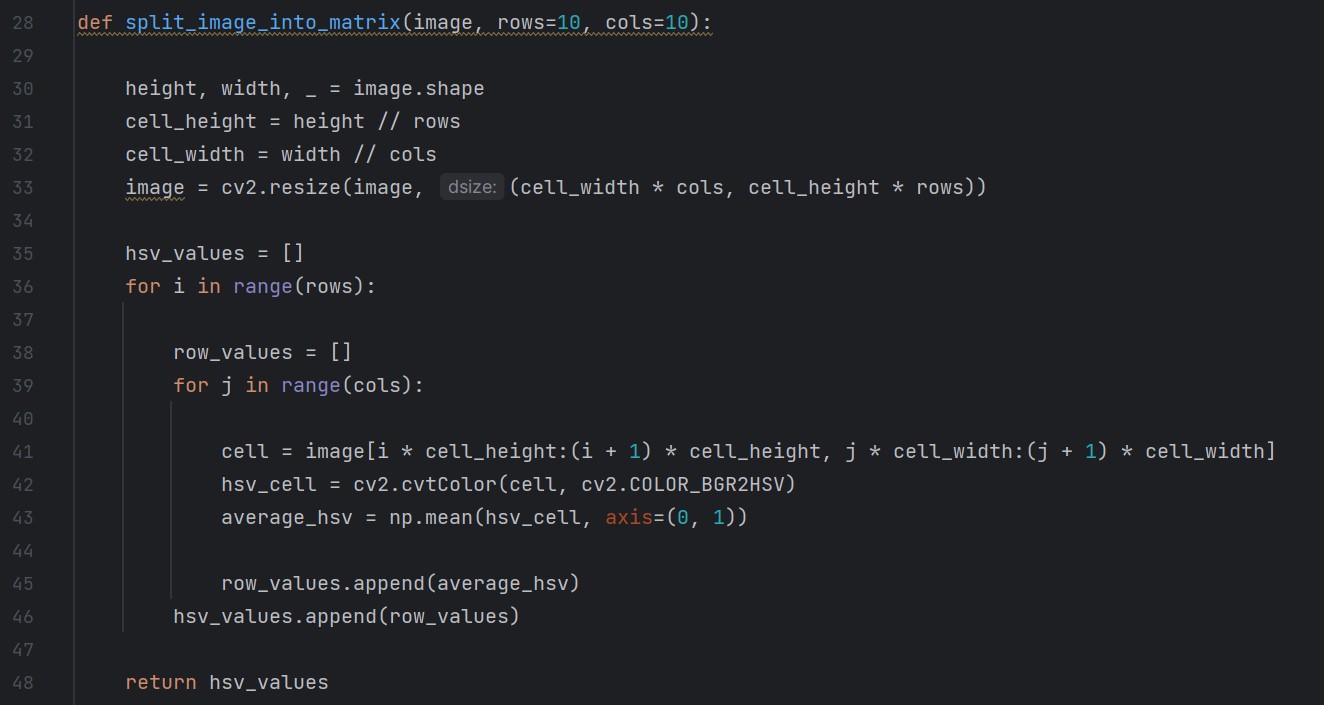 28 def split_image_into_matrix(image, rows=10, cols=10):
29
30     height, width, _ = image.shape
31     cell_height = height // rows
32     cell_width = width // cols
33     image = cv2.resize(image, dsize: (cell_width * cols, cell_height * rows))
34
35     hsv_values = []
36     for i in range(rows):
37
38         row_values = []
39         for j in range(cols):
40
41             cell = image[i * cell_height:(i + 1) * cell_height, j * cell_width:(j + 1) * cell_width]
42             hsv_cell = cv2.cvtColor(cell, cv2.COLOR_BGR2HSV)
43             average_hsv = np.mean(hsv_cell, axis=(0, 1))
44
45             row_values.append(average_hsv)
46         hsv_values.append(row_values)
47
48     return hsv_values